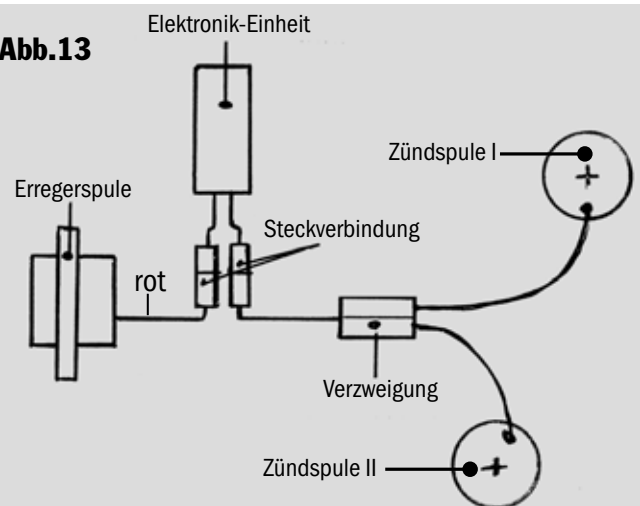 Elektronik-Einheit
Abb.13
Zündspule I
Erregerspule
Steckverbindung
rot
Verzweigung
Zündspule II